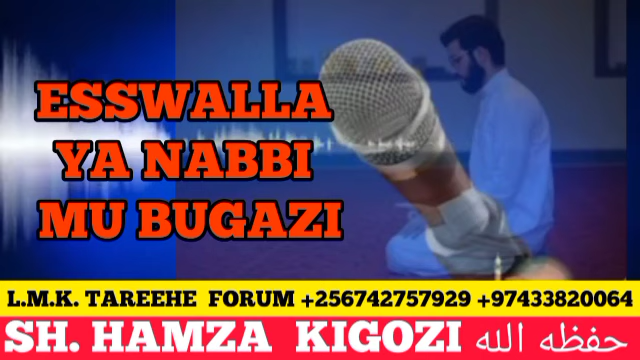 ESSWALLA
YA NABBI
MU BUGAZI
L.M.K. TAREEHE FORUM +256742757929 +97433820064
SH. HAMZA KIGOZI حفظه الله